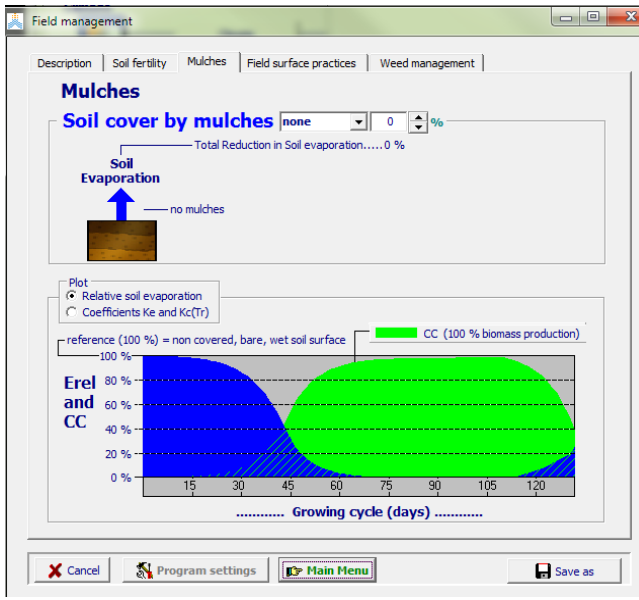 Field management
Description
Soil fertility
Mulches
Field surface practices
Weed management
Mulches
Soil cover by mulches none 0 %
Total Reduction in Soil evaporation.....0 %
Soil
Evaporation
no mulches
Plot
Relative soil evaporation
Coefficients Ke and Kc(Tr)
reference (100 %) = non covered, bare, wet soil surface
CC (100 % biomass production)
100 %
80 %
60 %
40 %
20 %
0 %
Erel
and
CC
15 30 45 60 75 90 105 120
............ Growing cycle (days) ............
Cancel
Program settings
Main Menu
Save as